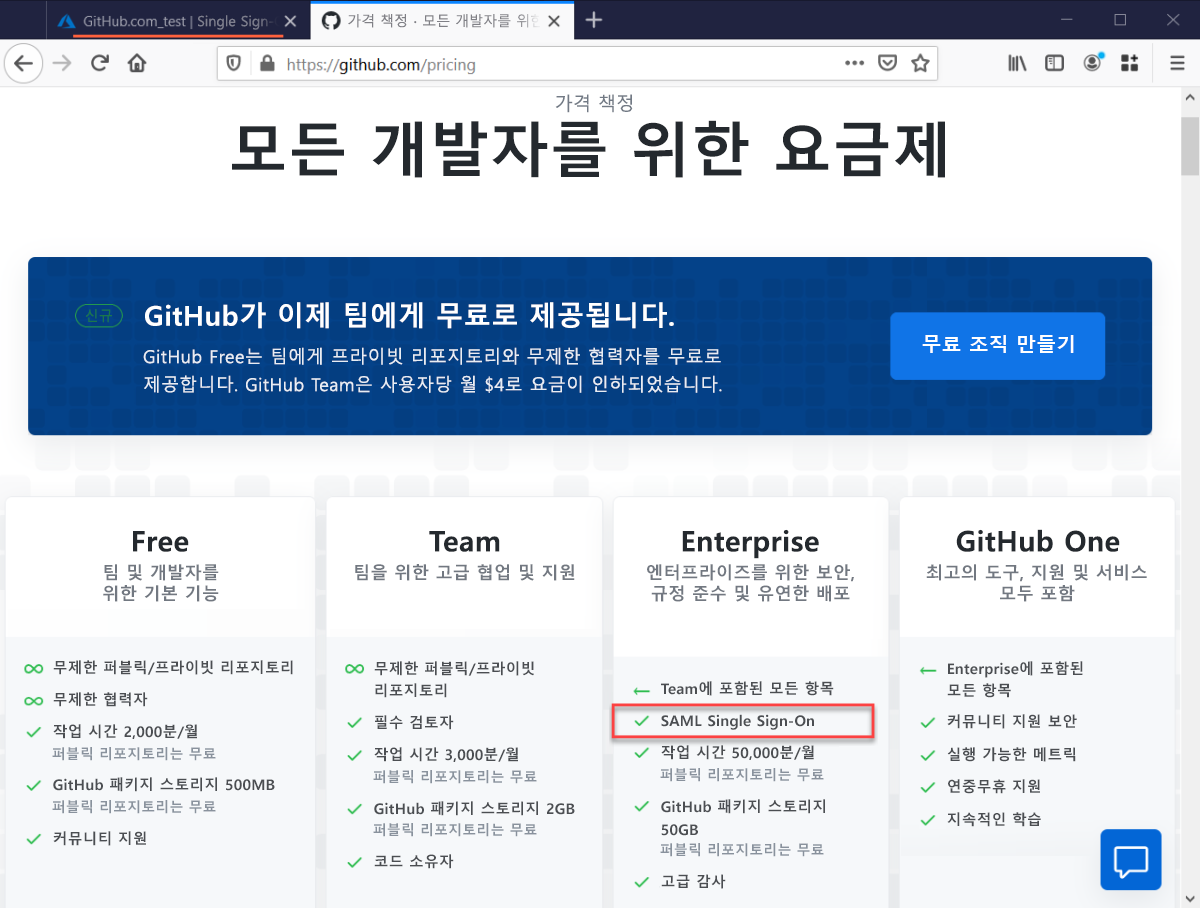 GitHub.com_test | Single Sign-
가격 책정 · 모든 개발자를 위한
https://github.com/pricing
가격 책정
모든 개발자를 위한 요금제
신규
GitHub가 이제 팀에게 무료로 제공됩니다.
GitHub Free는 팀에게 프라이빗 리포지토리와 무제한 협력자를 무료로
제공합니다. GitHub Team은 사용자당 월 $4로 요금이 인하되었습니다.
무료 조직 만들기
Free
팀 및 개발자를
위한 기본 기능
∞ 무제한 퍼블릭/프라이빗 리포지토리
∞ 무제한 협력자
✓ 작업 시간 2,000분/월
퍼블릭 리포지토리는 무료
✓ GitHub 패키지 스토리지 500MB
퍼블릭 리포지토리는 무료
✓ 커뮤니티 지원
Team
팀을 위한 고급 협업 및 지원
∞ 무제한 퍼블릭/프라이빗
리포지토리
✓ 필수 검토자
✓ 작업 시간 3,000분/월
퍼블릭 리포지토리는 무료
✓ GitHub 패키지 스토리지 2GB
퍼블릭 리포지토리는 무료
✓ 코드 소유자
Enterprise
엔터프라이즈를 위한 보안,
규정 준수 및 유연한 배포
← Team에 포함된 모든 항목
✓ SAML Single Sign-On
✓ 작업 시간 50,000분/월
퍼블릭 리포지토리는 무료
✓ GitHub 패키지 스토리지
50GB
퍼블릭 리포지토리는 무료
✓ 고급 감사
GitHub One
최고의 도구, 지원 및 서비스
모두 포함
← Enterprise에 포함된
모든 항목
✓ 커뮤니티 지원 보안
✓ 실행 가능한 메트릭
✓ 연중무휴 지원
✓ 지속적인 학습